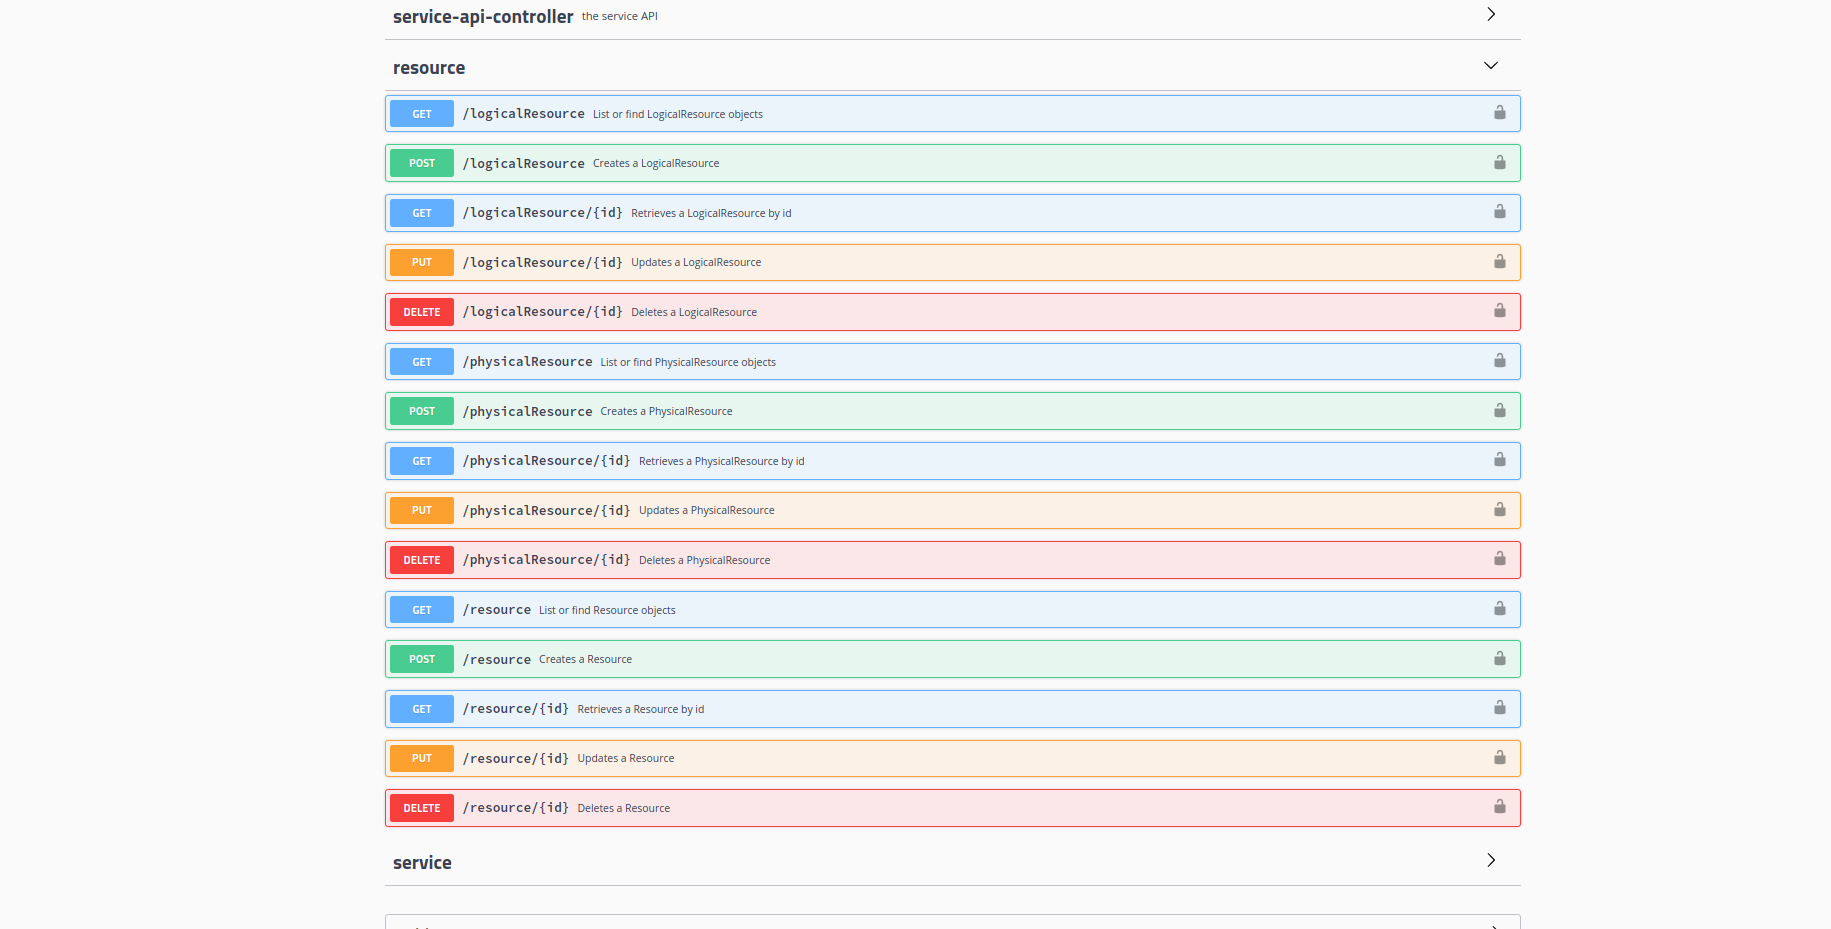 service-api-controller the service API
resource
GET /logicalResource List or find LogicalResource objects
POST /logicalResource Creates a LogicalResource
GET /logicalResource/{id} Retrieves a LogicalResource by id
PUT /logicalResource/{id} Updates a LogicalResource
DELETE /logicalResource/{id} Deletes a LogicalResource
GET /physicalResource List or find PhysicalResource objects
POST /physicalResource Creates a PhysicalResource
GET /physicalResource/{id} Retrieves a PhysicalResource by id
PUT /physicalResource/{id} Updates a PhysicalResource
DELETE /physicalResource/{id} Deletes a PhysicalResource
GET /resource List or find Resource objects
POST /resource Creates a Resource
GET /resource/{id} Retrieves a Resource by id
PUT /resource/{id} Updates a Resource
DELETE /resource/{id} Deletes a Resource
service